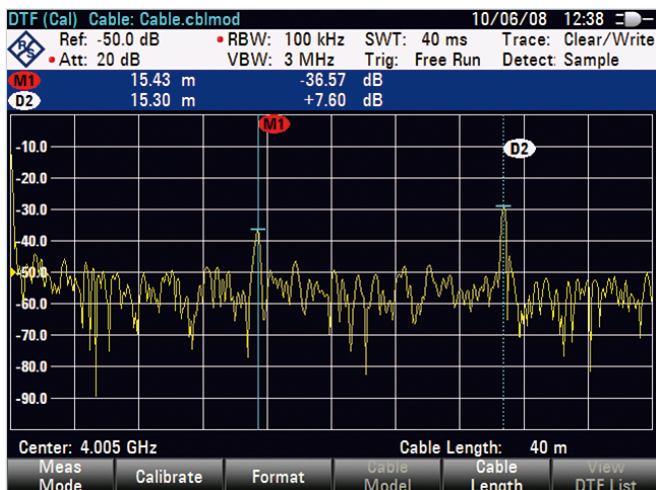 DTF (Cal) Cable: Cable.cblmod 10/06/08 12:38
R&S Ref: -50.0 dB RBW: 100 kHz SWT: 40 ms Trace: Clear/Write
Att: 20 dB VBW: 3 MHz Trig: Free Run Detect: Sample
M1 15.43 m -36.57 dB
D2 15.30 m +7.60 dB
M1
D2
-10.0
-20.0
-30.0
-40.0
-50.0
-60.0
-70.0
-80.0
-90.0
Center: 4.005 GHz Cable Length: 40 m
Meas Mode Calibrate Format Cable Model Cable Length View DTF List